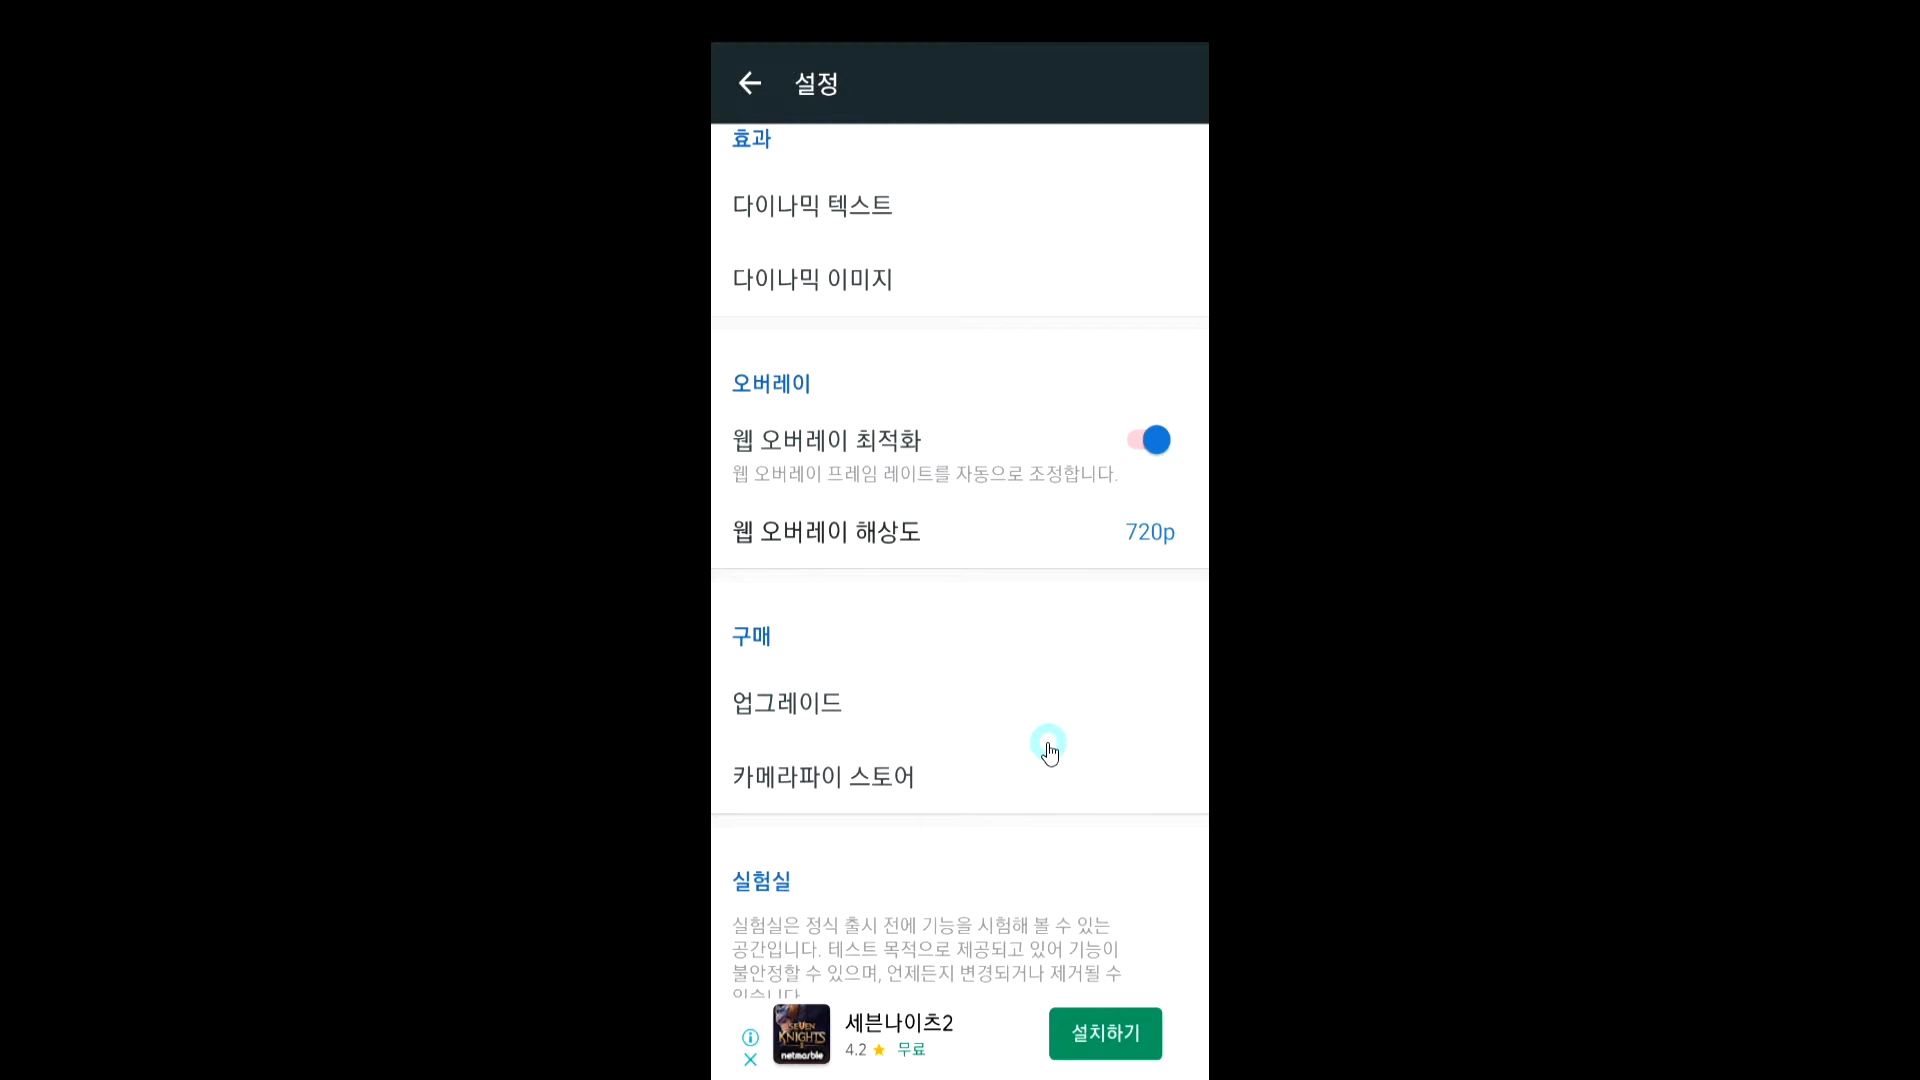 설정
효과
다이나믹 텍스트
다이나믹 이미지
오버레이
웹 오버레이 최적화
웹 오버레이 프레임 레이트를 자동으로 조정합니다.
웹 오버레이 해상도 720p
구매
업그레이드
카메라파이 스토어
실험실
실험실은 정식 출시 전에 기능을 시험해 볼 수 있는
공간입니다. 테스트 목적으로 제공되고 있어 기능이
불안정할 수 있으며, 언제든지 변경되거나 제거될 수
있습니다
세븐나이츠2
4.2 무료
설치하기
SEVEN
KNIGHTS
netmarble